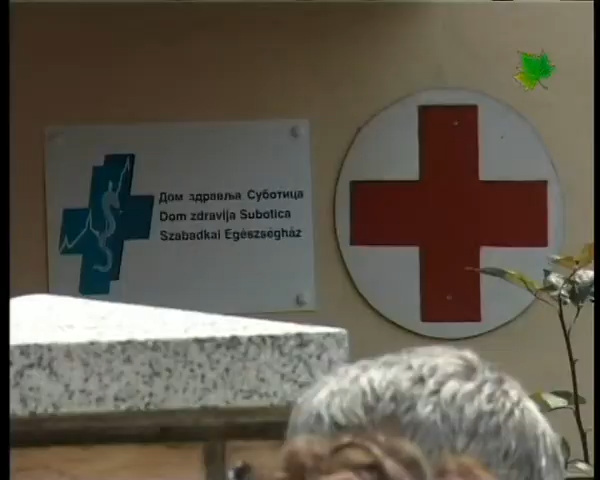 Дом здравља Суботица
Dom zdravlja Subotica
Szabadkai Egészségház